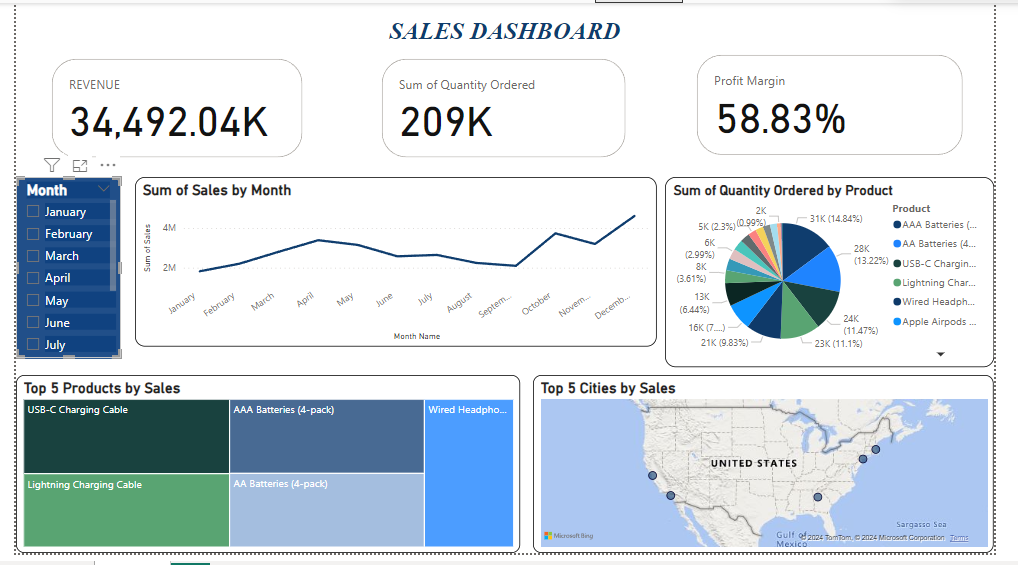 SALES DASHBOARD
REVENUE
34,492.04K
Sum of Quantity Ordered
209K
Profit Margin
58.83%
Month
January
February
March
April
May
June
July
Sum of Sales by Month
Sum of Sales
4M
2M
January
February
March
April
May
June
July
August
Septem...
October
Novem...
Decemb...
Month Name
Sum of Quantity Ordered by Product
2K
(0.99%)
5K (2.3%)
6K
(2.99%)
8K
(3.61%)
13K
(6.44%)
16K (7....)
21K (9.83%)
23K (11.1%)
24K
(11.47%)
28K
(13.22%)
31K (14.84%)
Product
AAA Batteries (...
AA Batteries (4...
USB-C Chargin...
Lightning Char...
Wired Headph...
Apple Airpods ...
Top 5 Products by Sales
USB-C Charging Cable
AAA Batteries (4-pack)
Wired Headpho...
Lightning Charging Cable
AA Batteries (4-pack)
Top 5 Cities by Sales
UNITED STATES
Sargasso Sea
Gulf of
Mexico
Microsoft Bing
© 2024 TomTom, © 2024 Microsoft Corporation Terms